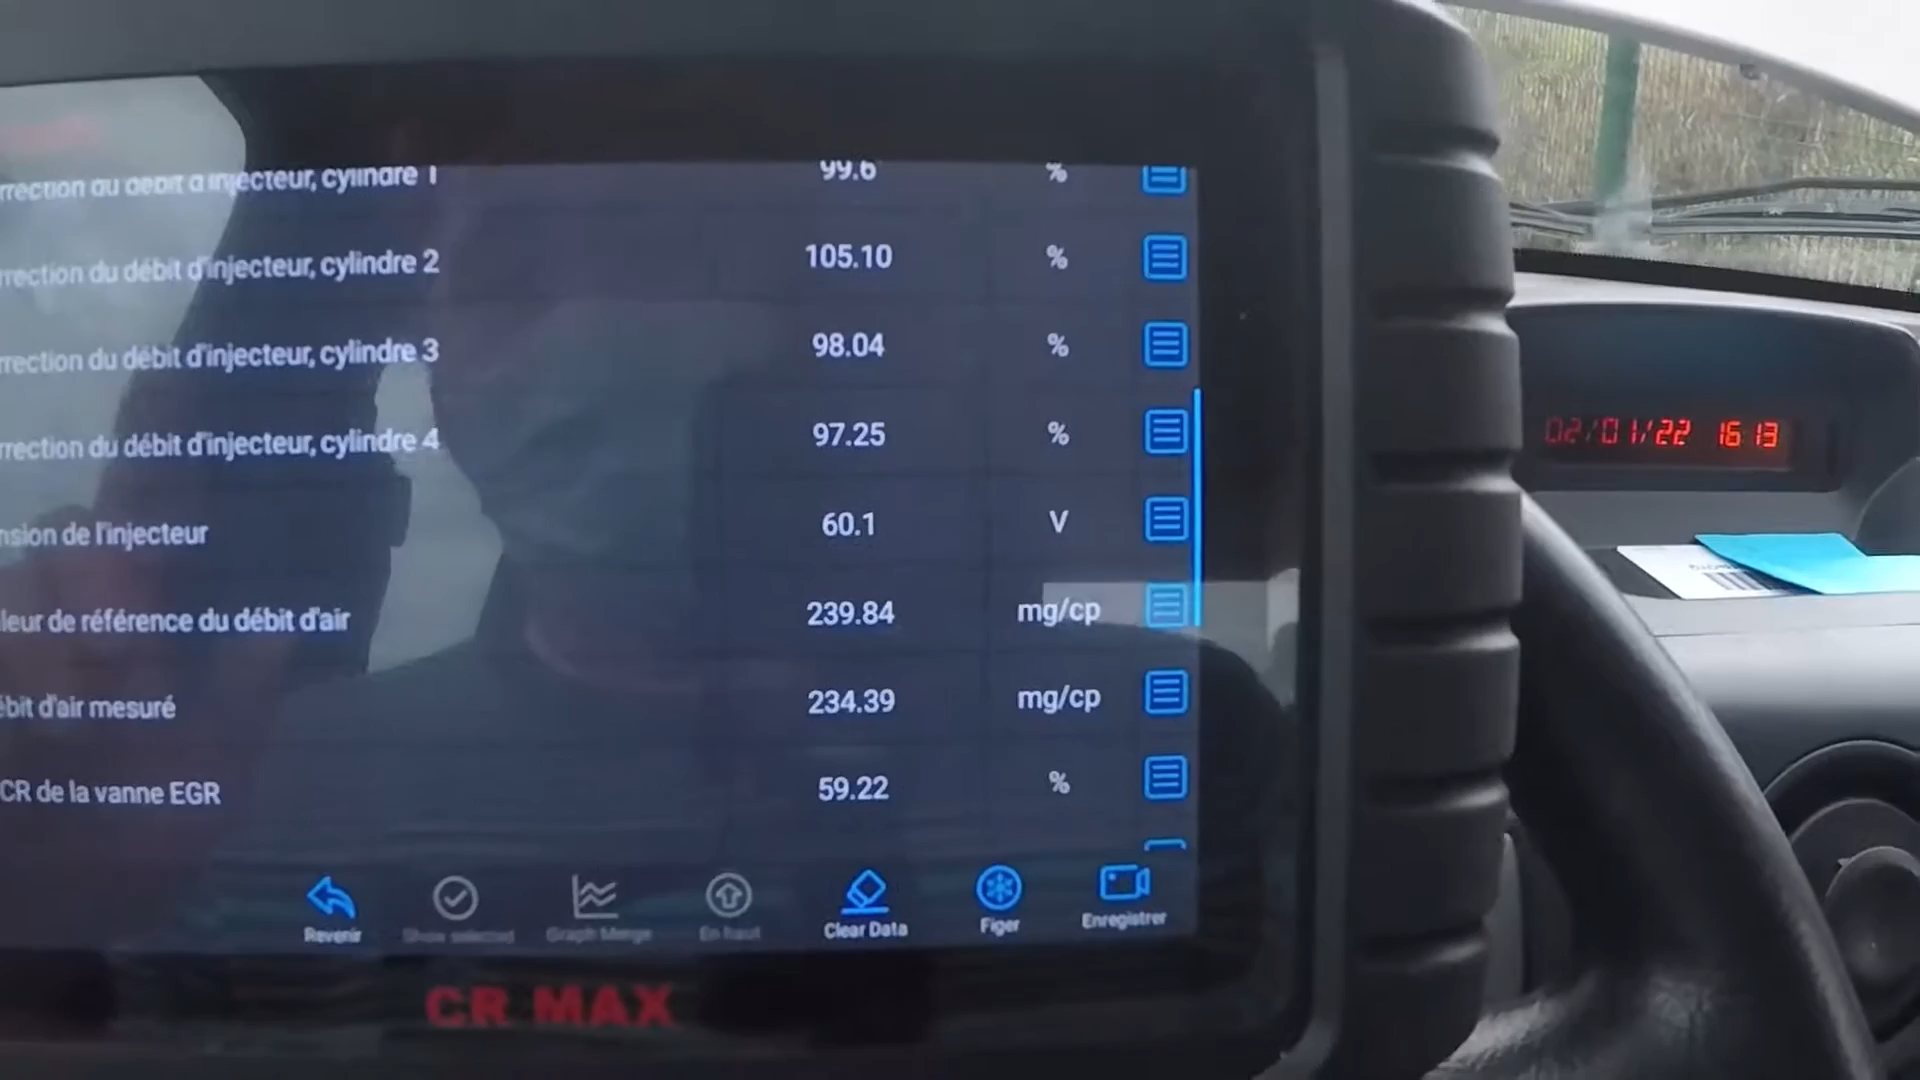 rrection du débit d'injecteur, cylindre 1 99.6 %
rrection du débit d'injecteur, cylindre 2 105.10 %
rrection du débit d'injecteur, cylindre 3 98.04 %
rrection du débit d'injecteur, cylindre 4 97.25 %
nsion de l'injecteur 60.1 V
leur de référence du débit d'air 239.84 mg/cp
ébit d'air mesuré 234.39 mg/cp
CR de la vanne EGR 59.22 %
Revenir Show selected Graph Merge En haut Clear Data Figer Enregistrer
CR MAX
02/01/22 16 13